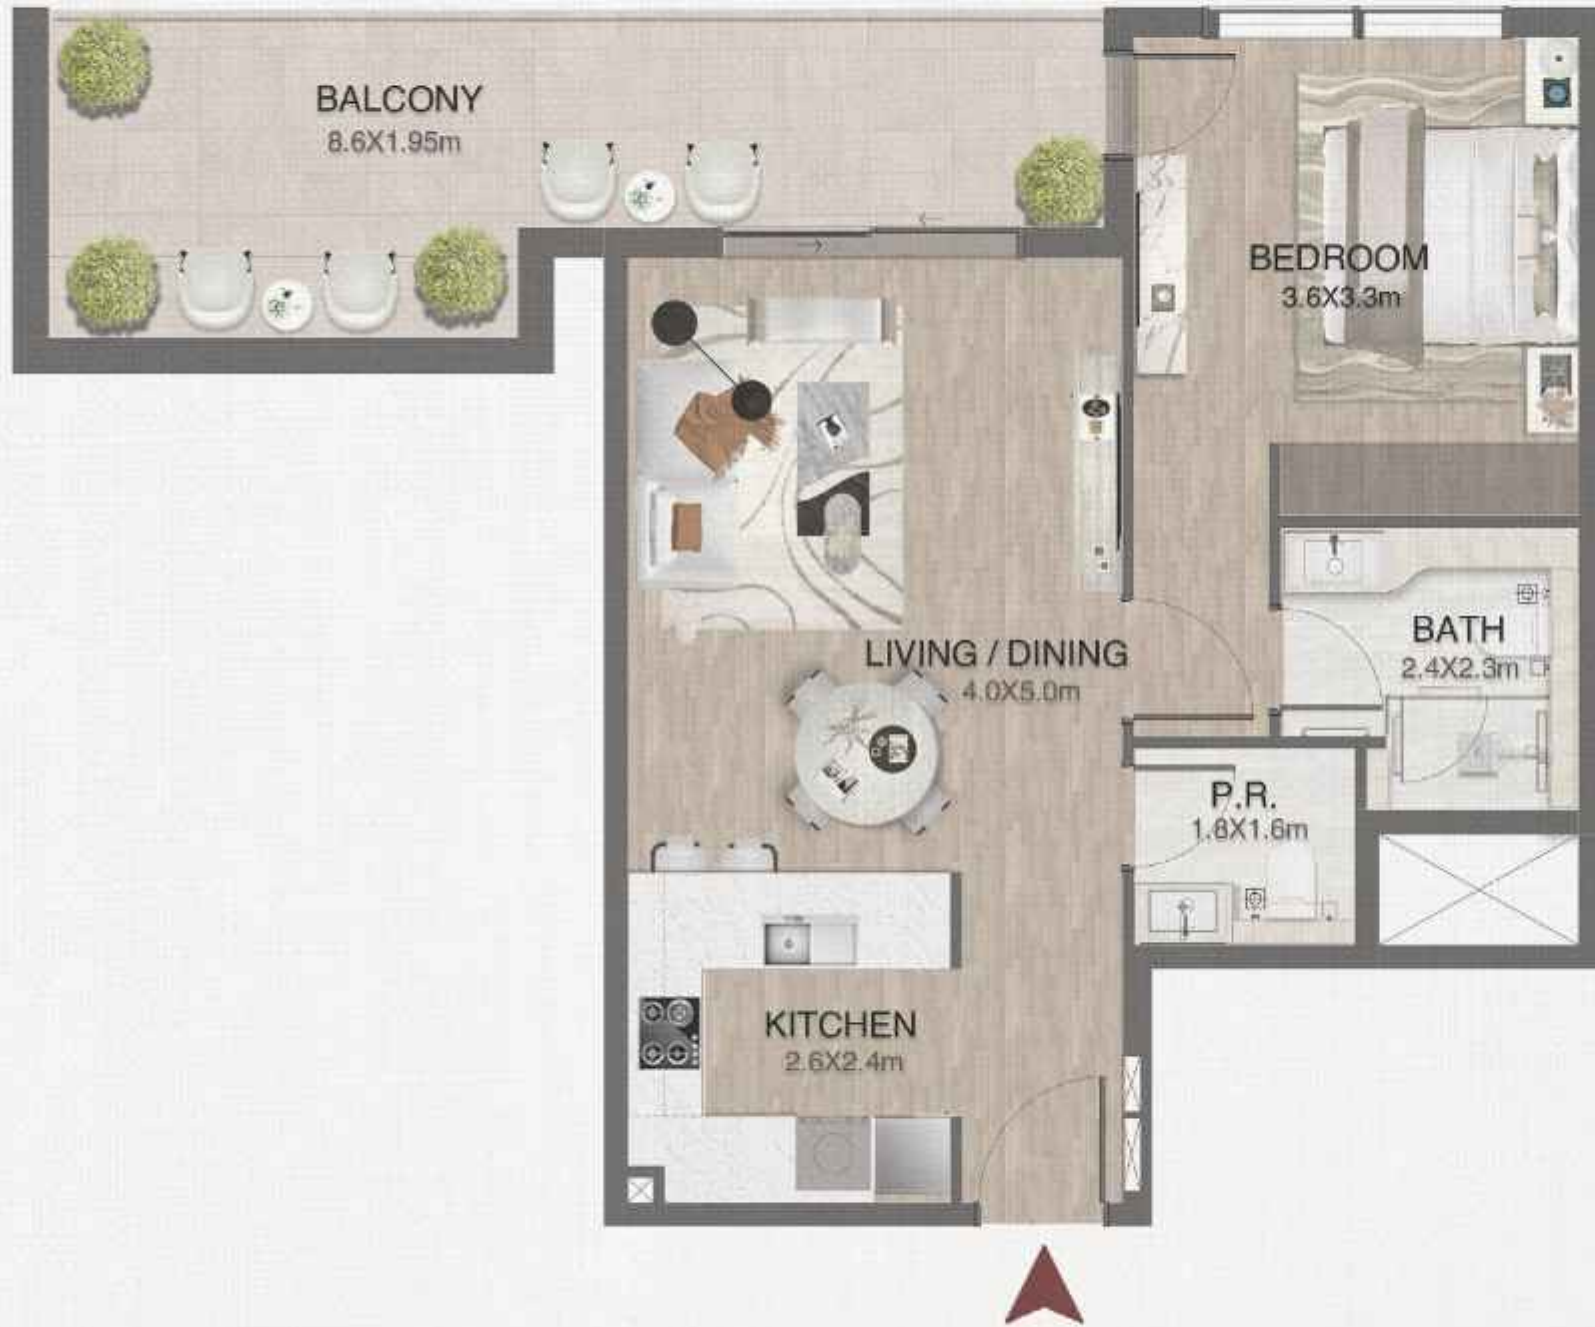 BALCONY
8.6X1.95m
BEDROOM
3.6X3.3m
LIVING / DINING
4.0X5.0m
BATH
2.4X2.3m
P.R.
1.8X1.6m
KITCHEN
2.6X2.4m